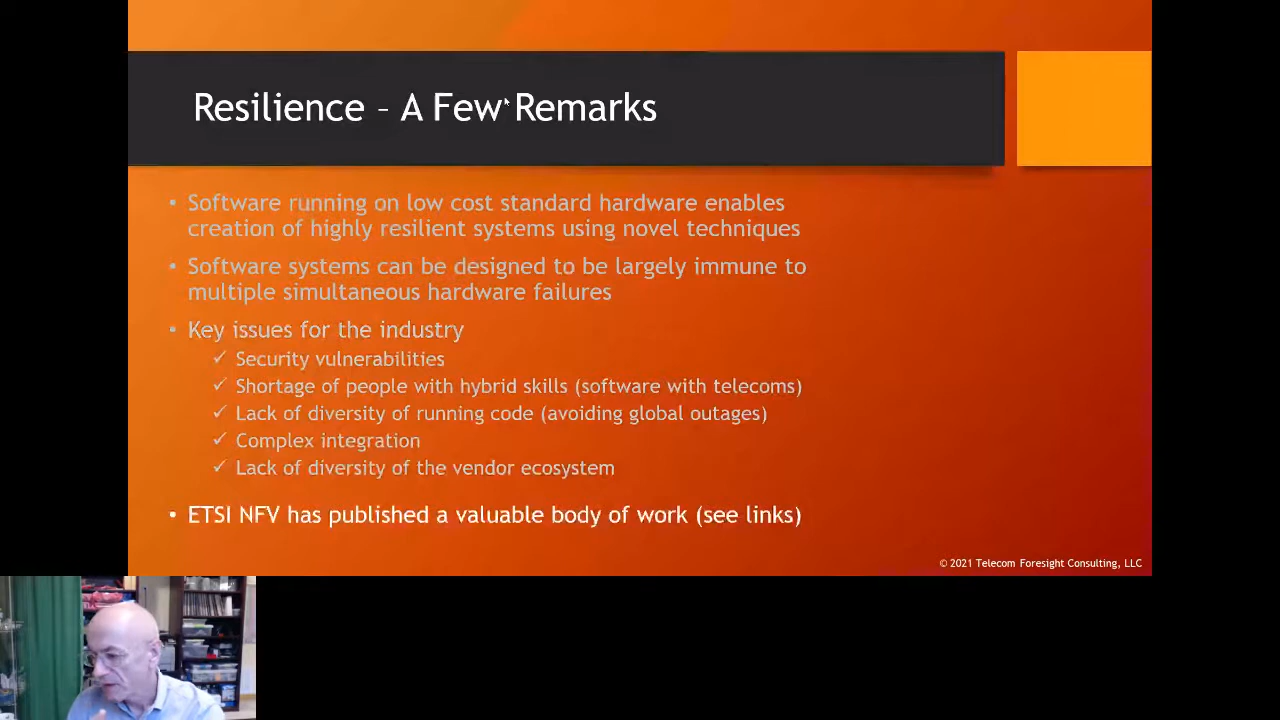 Resilience – A Few Remarks
• Software running on low cost standard hardware enables
creation of highly resilient systems using novel techniques
• Software systems can be designed to be largely immune to
multiple simultaneous hardware failures
• Key issues for the industry
✓ Security vulnerabilities
✓ Shortage of people with hybrid skills (software with telecoms)
✓ Lack of diversity of running code (avoiding global outages)
✓ Complex integration
✓ Lack of diversity of the vendor ecosystem
• ETSI NFV has published a valuable body of work (see links)
© 2021 Telecom Foresight Consulting, LLC